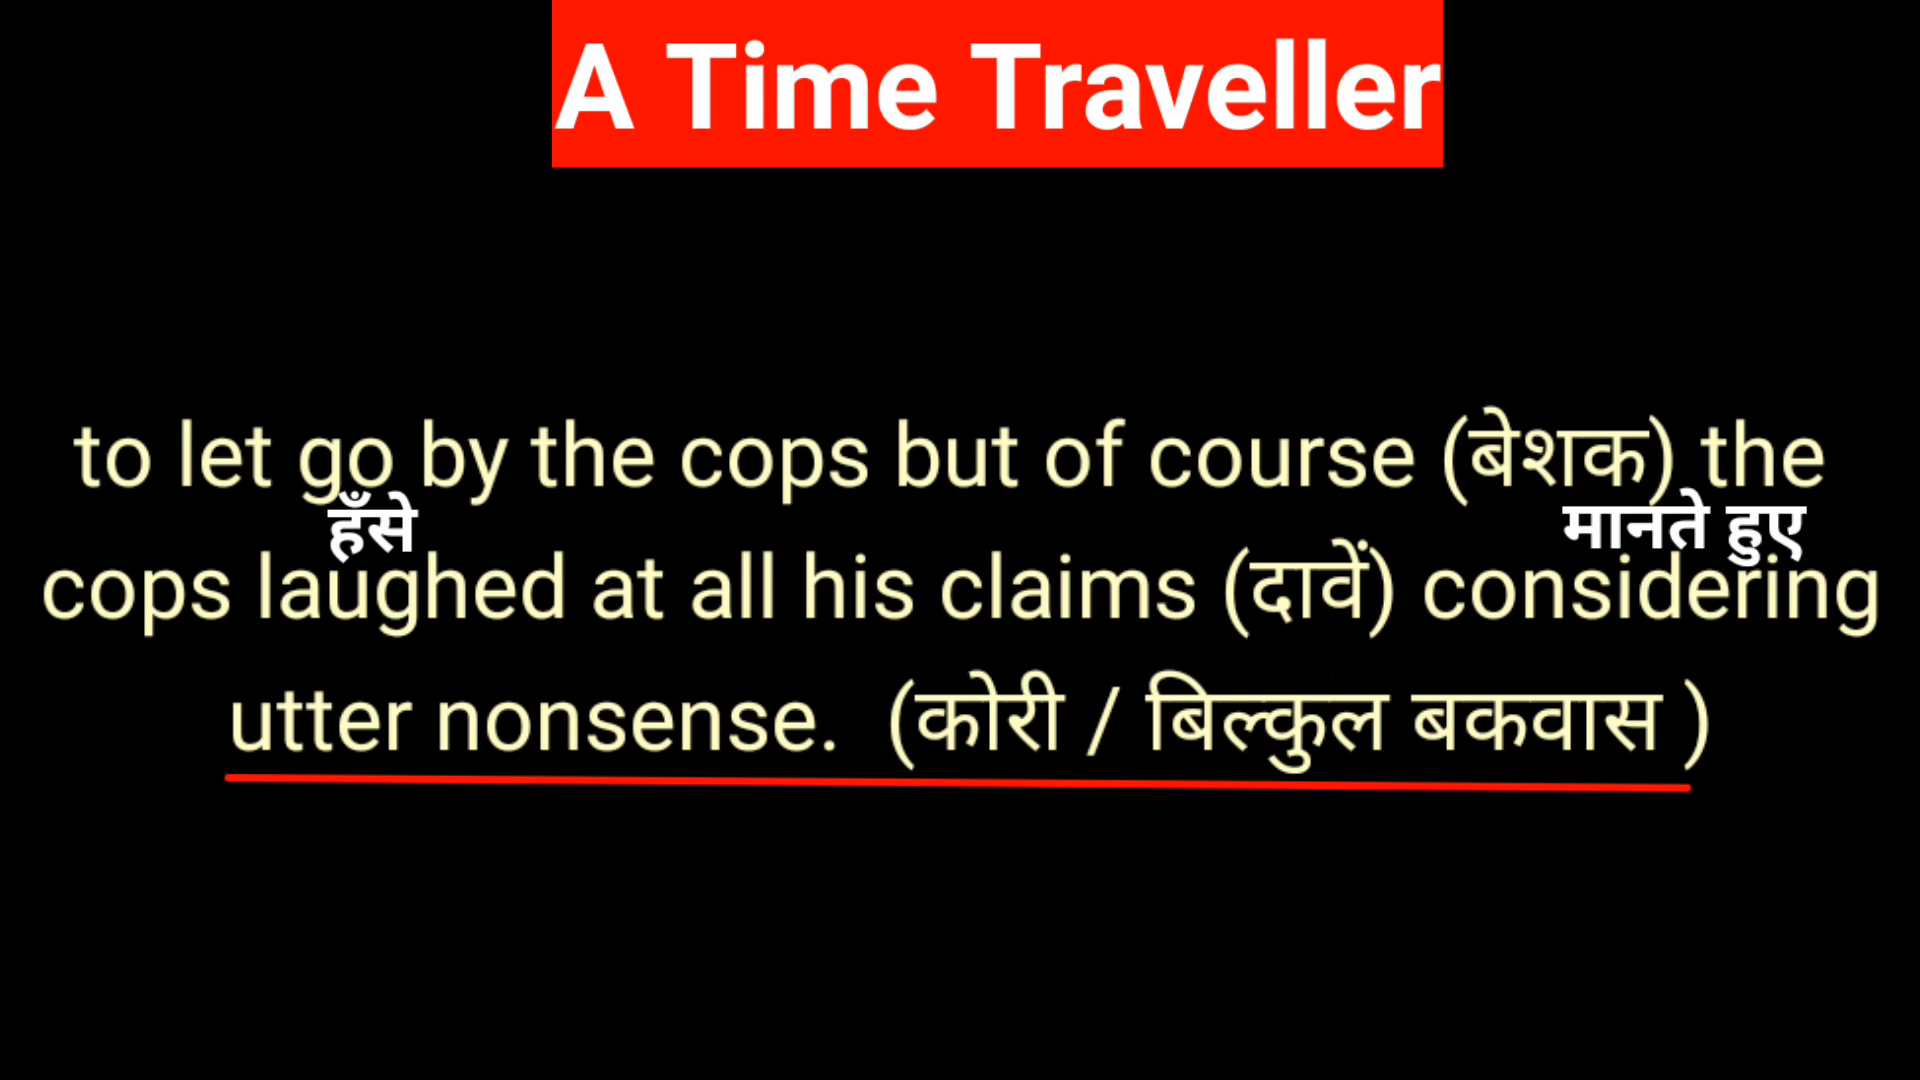 A Time Traveller
to let go by the cops but of course (बेशक) the
हँसे मानते हुए
cops laughed at all his claims (दावें) considering
utter nonsense. (कोरी / बिल्कुल बकवास )